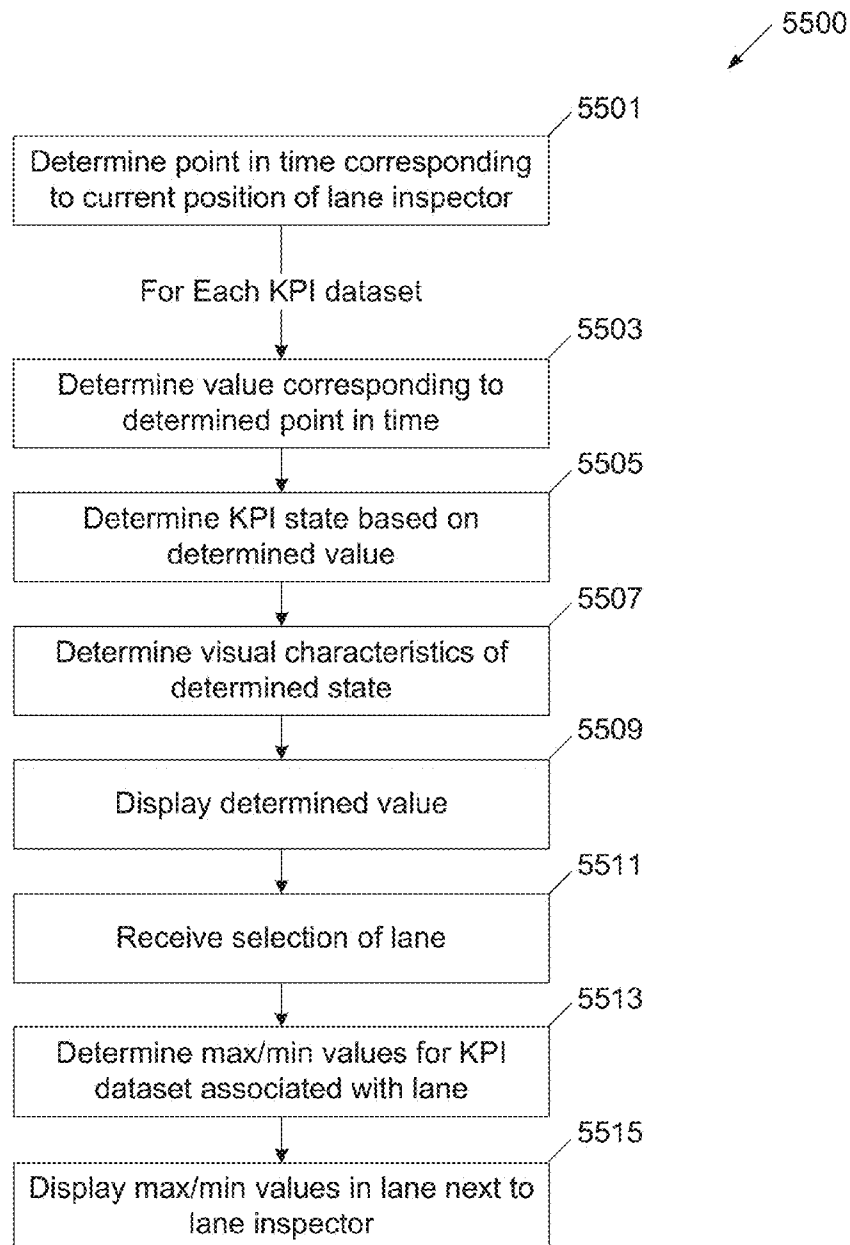 5500
5501
Determine point in time corresponding
to current position of lane inspector
For Each KPI dataset
5503
Determine value corresponding to
determined point in time
5505
Determine KPI state based on
determined value
5507
Determine visual characteristics of
determined state
5509
Display determined value
5511
Receive selection of lane
5513
Determine max/min values for KPI
dataset associated with lane
5515
Display max/min values in lane next to
lane inspector